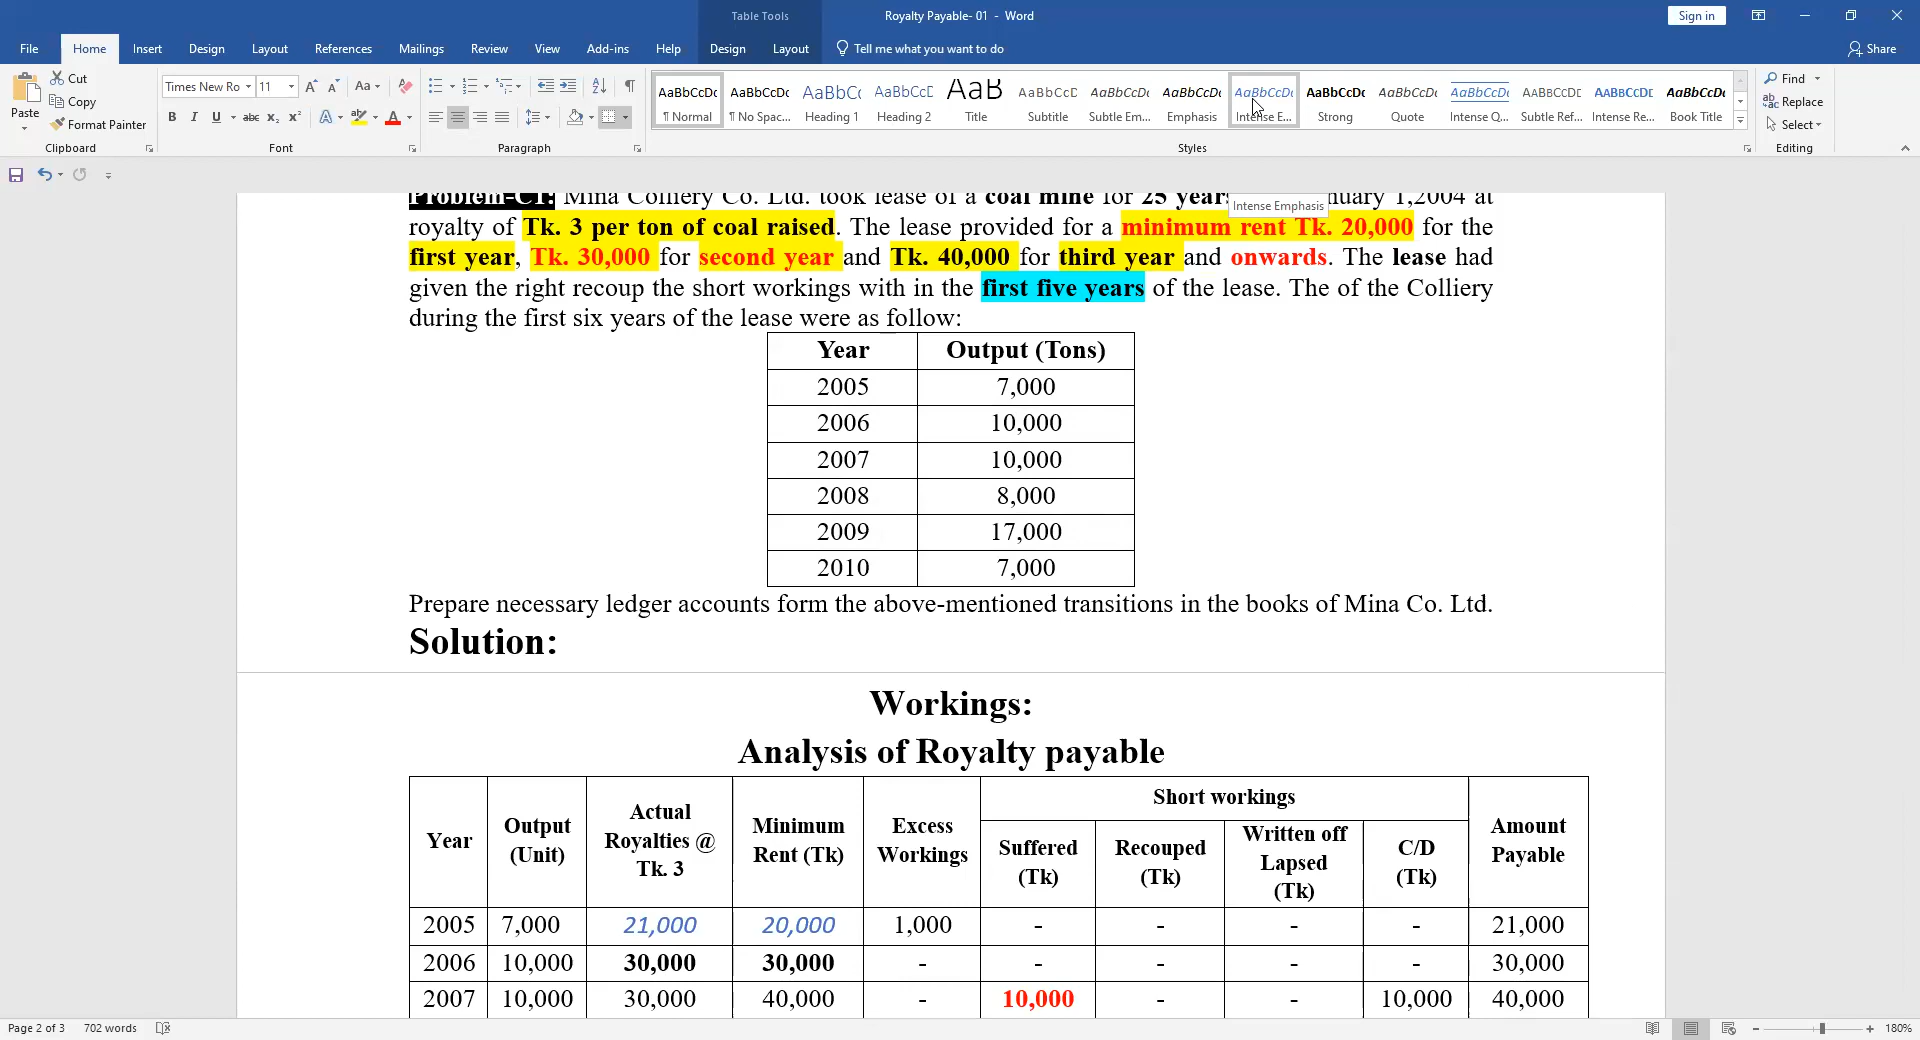 Table Tools
Royalty Payable- 01 - Word
Sign in
File Home Insert Design Layout References Mailings Review View Add-ins Help Design Layout Tell me what you want to do
Share
Cut
Copy
Format Painter
Paste
Clipboard
Times New Ro 11
Font
Paragraph
AaBbCcDc AaBbCcDc AaBbCc AaBbCcD AaB AaBbCcD AaBbCcDc AaBbCcDc AaBbCcDc AaBbCcDc AaBbCcDc AaBbCcDc AaBbCcDc AaBbCcDc AaBbCcDc
¶ Normal ¶ No Spac... Heading 1 Heading 2 Title Subtitle Subtle Em... Emphasis Intense E... Strong Quote Intense Q... Subtle Ref... Intense Re... Book Title
Styles
Find
Replace
Select
Editing
Intense Emphasis
Problem-C1: Mina Colliery Co. Ltd. took lease of a coal mine for 25 years nuary 1,2004 at
royalty of Tk. 3 per ton of coal raised. The lease provided for a minimum rent Tk. 20,000 for the
first year, Tk. 30,000 for second year and Tk. 40,000 for third year and onwards. The lease had
given the right recoup the short workings with in the first five years of the lease. The of the Colliery
during the first six years of the lease were as follow:
Year Output (Tons)
2005 7,000
2006 10,000
2007 10,000
2008 8,000
2009 17,000
2010 7,000
Prepare necessary ledger accounts form the above-mentioned transitions in the books of Mina Co. Ltd.
Solution:
Workings:
Analysis of Royalty payable
Year
Output
(Unit)
Actual
Royalties @
Tk. 3
Minimum
Rent (Tk)
Excess
Workings
Short workings
Suffered
(Tk)
Recouped
(Tk)
Written off
Lapsed
(Tk)
C/D
(Tk)
Amount
Payable
2005 7,000 21,000 20,000 1,000 - - - - 21,000
2006 10,000 30,000 30,000 - - - - - 30,000
2007 10,000 30,000 40,000 - 10,000 - - 10,000 40,000
Page 2 of 3 702 words
180%